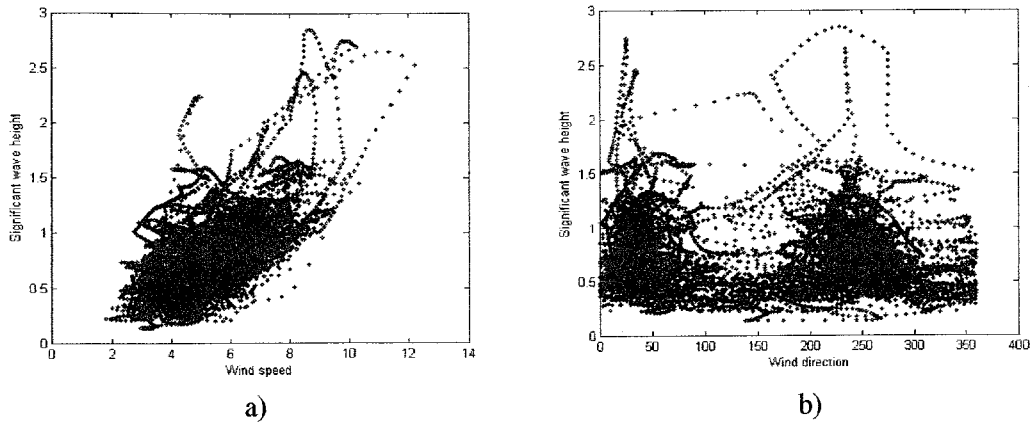 3
2.5
2
1.5
1
0.5
0
Significant wave height
0 2 4 6 8 10 12 14
Wind speed
a)
3
2.5
2
1.5
1
0.5
0
Significant wave height
0 50 100 150 200 250 300 350 400
Wind direction
b)